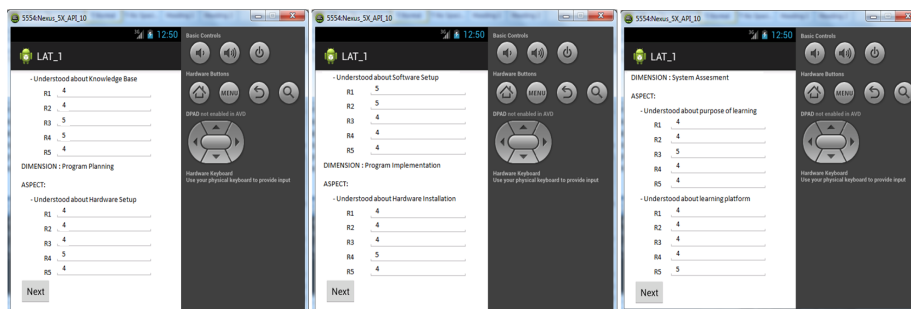 5554:Nexus_5X_API_10
3G 12:50
LAT_1
- Understood about Knowledge Base
R1 4
R2 4
R3 5
R4 5
R5 4
DIMENSION : Program Planning
ASPECT:
- Understood about Hardware Setup
R1 4
R2 4
R3 4
R4 5
R5 4
Next
Basic Controls
Hardware Buttons
MENU
DPAD not enabled in AVD
Hardware Keyboard
Use your physical keyboard to provide input
5554:Nexus_5X_API_10
3G 12:50
LAT_1
- Understood about Software Setup
R1 5
R2 5
R3 4
R4 4
R5 4
DIMENSION : Program Implementation
ASPECT:
- Understood about Hardware Installation
R1 4
R2 4
R3 4
R4 5
R5 4
Next
Basic Controls
Hardware Buttons
MENU
DPAD not enabled in AVD
Hardware Keyboard
Use your physical keyboard to provide input
5554:Nexus_5X_API_10
3G 12:50
LAT_1
DIMENSION : System Assesment
ASPECT:
- Understood about purpose of learning
R1 4
R2 4
R3 5
R4 4
R5 4
- Understood about learning platform
R1 4
R2 4
R3 4
R4 4
R5 5
Next
Basic Controls
Hardware Buttons
MENU
DPAD not enabled in AVD
Hardware Keyboard
Use your physical keyboard to provide input